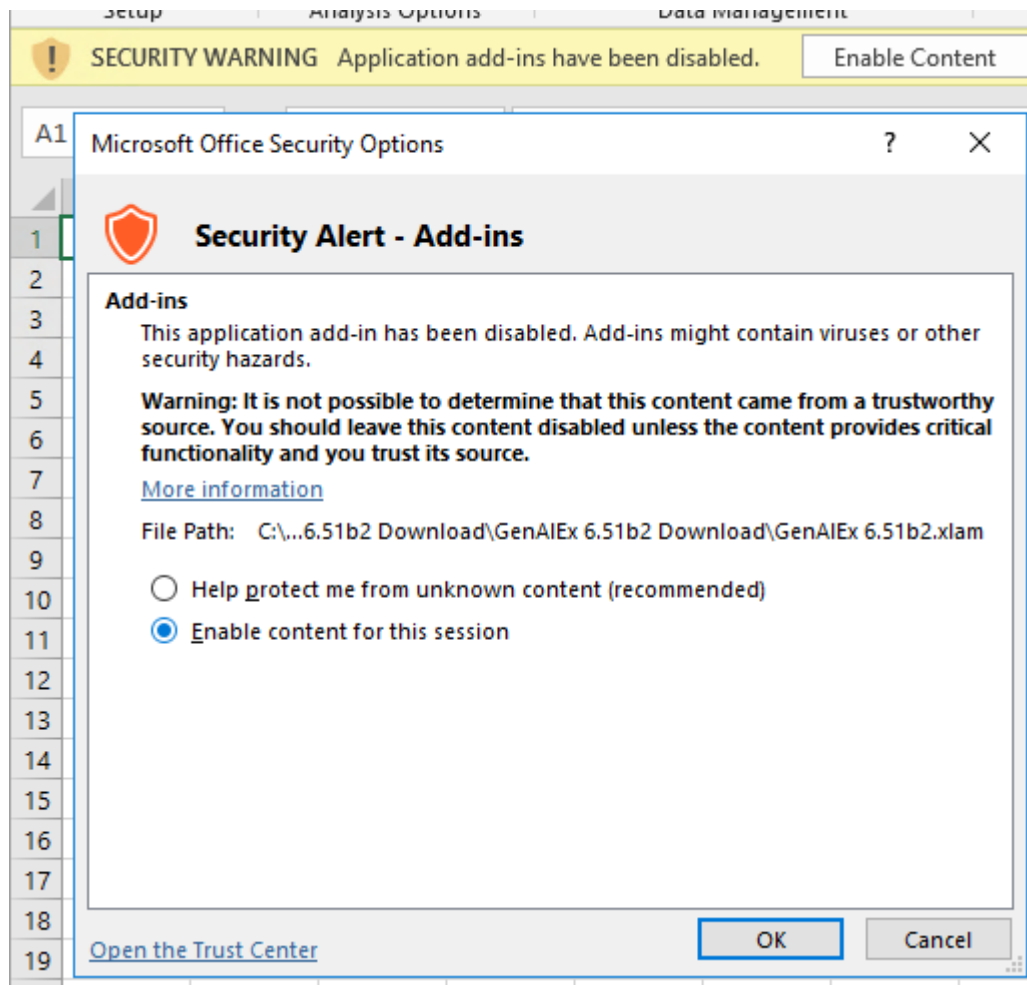 Setup Analysis Options Data Management
SECURITY WARNING Application add-ins have been disabled. Enable Content
A1
Microsoft Office Security Options ? X
Security Alert - Add-ins
Add-ins
This application add-in has been disabled. Add-ins might contain viruses or other
security hazards.
Warning: It is not possible to determine that this content came from a trustworthy
source. You should leave this content disabled unless the content provides critical
functionality and you trust its source.
More information
File Path: C:\...6.51b2 Download\GenAlEx 6.51b2 Download\GenAlEx 6.51b2.xlam
Help protect me from unknown content (recommended)
Enable content for this session
OK Cancel
Open the Trust Center
1
2
3
4
5
6
7
8
9
10
11
12
13
14
15
16
17
18
19